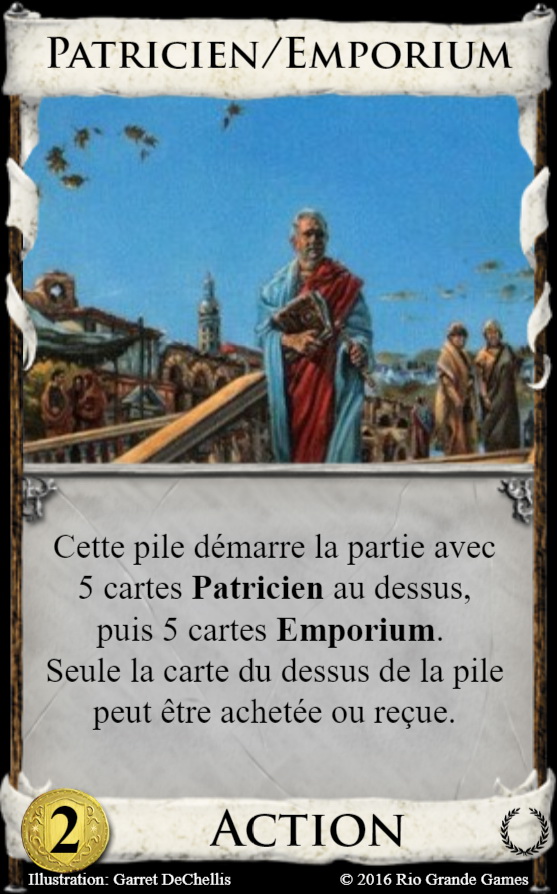 PATRICIEN/EMPORIUM
Cette pile démarre la partie avec
5 cartes Patricien au dessus,
puis 5 cartes Emporium.
Seule la carte du dessus de la pile
peut être achetée ou reçue.
2
ACTION
Illustration: Garret DeChellis © 2016 Rio Grande Games